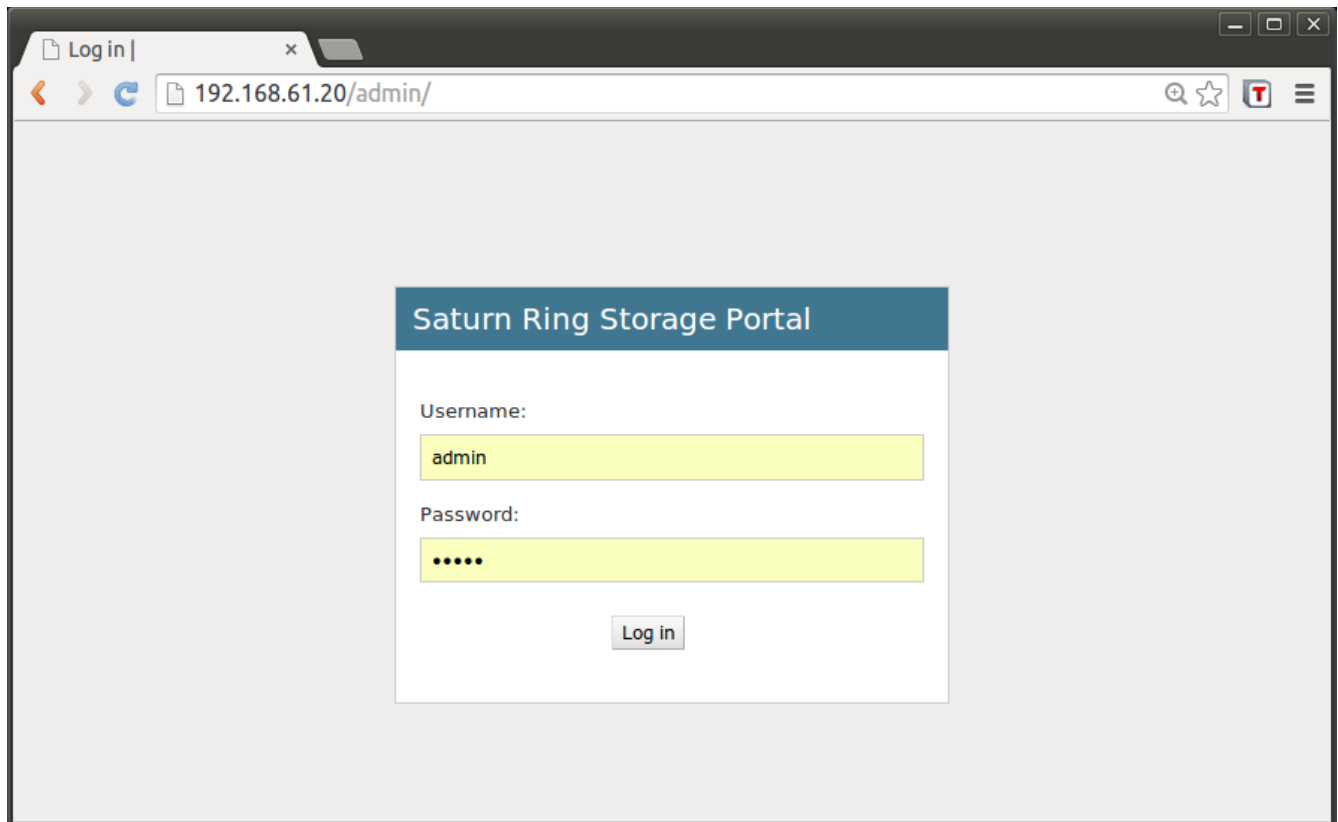 Log in |
192.168.61.20/admin/
T
Saturn Ring Storage Portal
Username:
admin
Password:
•••••
Log in